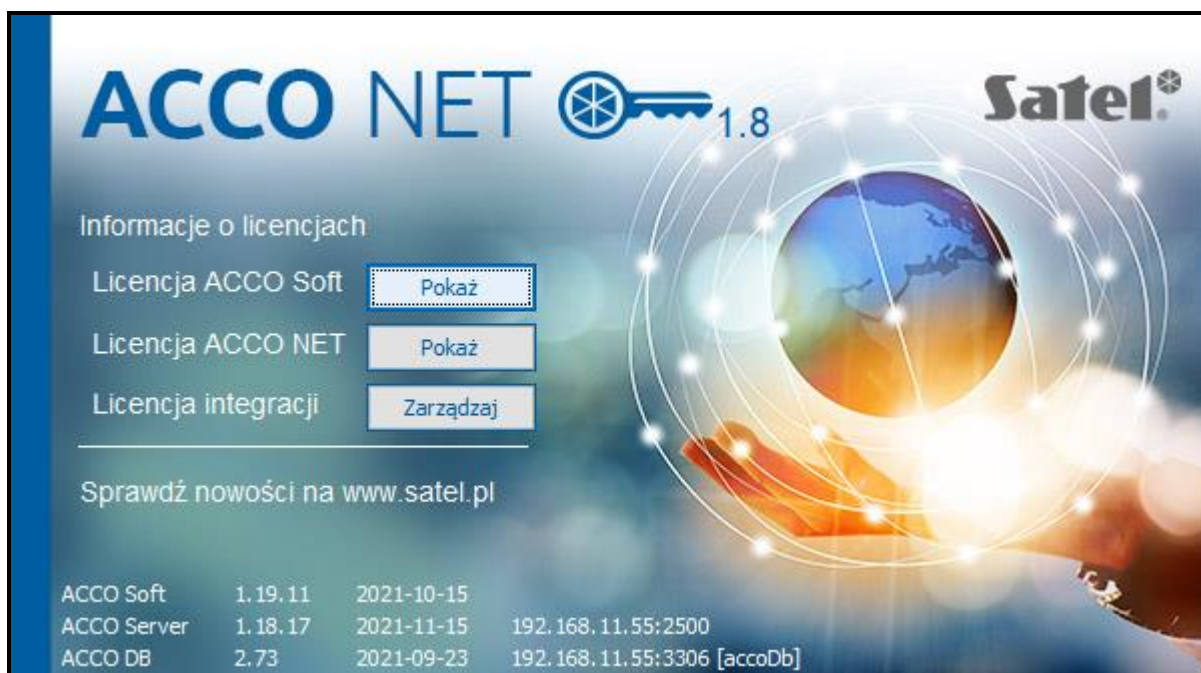 ACCO NET 1.8
Satel®
Informacje o licencjach
Licencja ACCO Soft Pokaż
Licencja ACCO NET Pokaż
Licencja integracji Zarządzaj
Sprawdź nowości na www.satel.pl
ACCO Soft 1.19.11 2021-10-15
ACCO Server 1.18.17 2021-11-15 192.168.11.55:2500
ACCO DB 2.73 2021-09-23 192.168.11.55:3306 [accoDb]